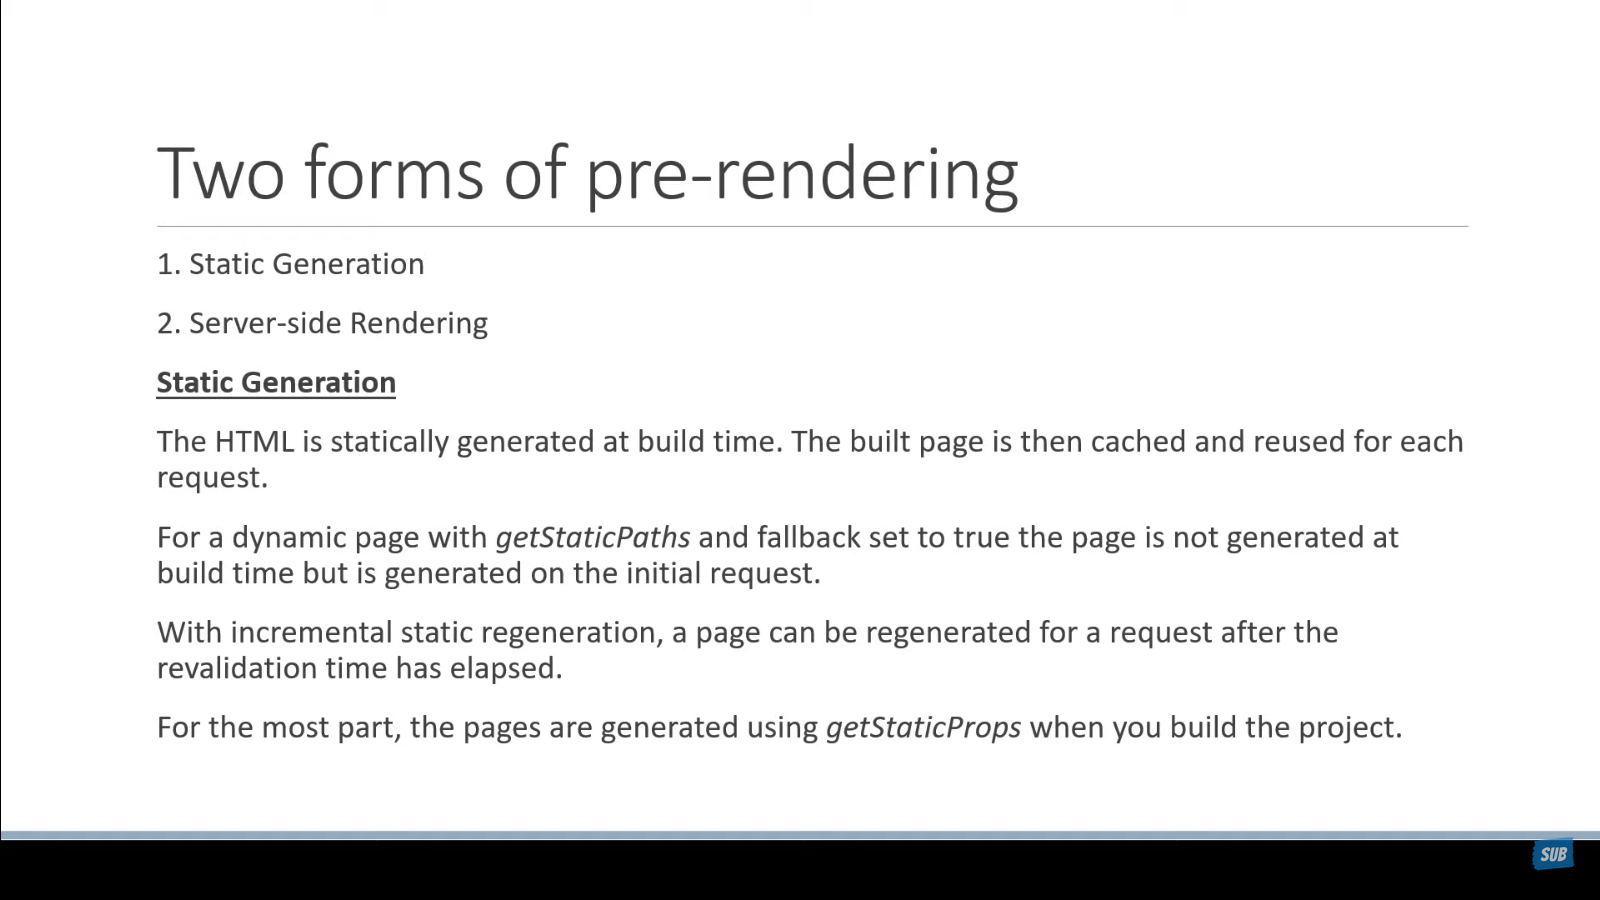 Two forms of pre-rendering
1. Static Generation
2. Server-side Rendering
Static Generation
The HTML is statically generated at build time. The built page is then cached and reused for each
request.
For a dynamic page with getStaticPaths and fallback set to true the page is not generated at
build time but is generated on the initial request.
With incremental static regeneration, a page can be regenerated for a request after the
revalidation time has elapsed.
For the most part, the pages are generated using getStaticProps when you build the project.
SUB